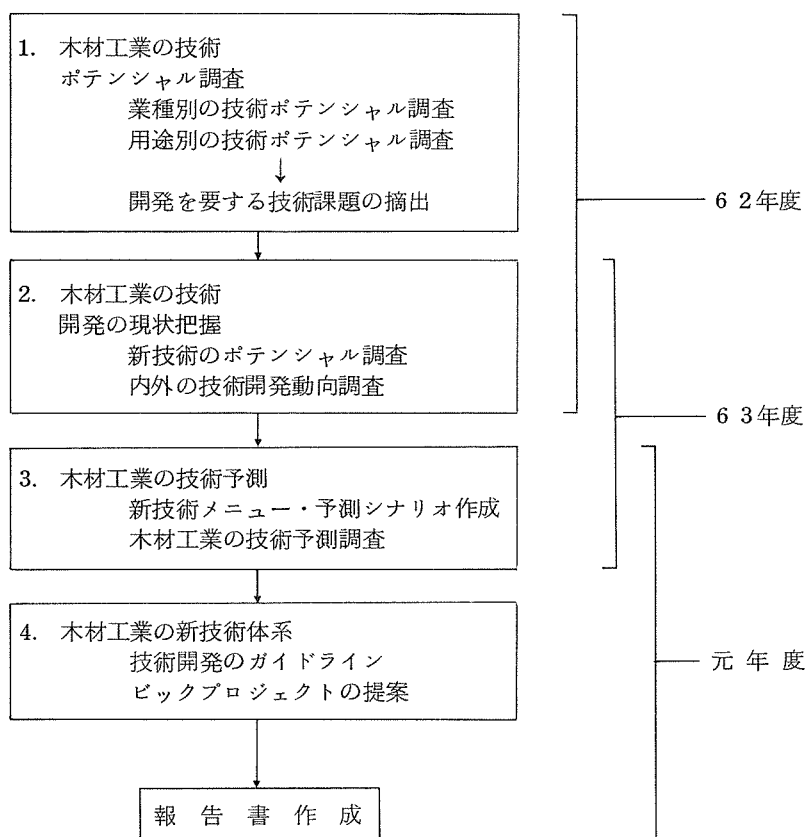 1. 木材工業の技術
ポテンシャル調査
業種別の技術ポテンシャル調査
用途別の技術ポテンシャル調査
↓
開発を要する技術課題の摘出
62年度
2. 木材工業の技術
開発の現状把握
新技術のポテンシャル調査
内外の技術開発動向調査
63年度
3. 木材工業の技術予測
新技術メニュー・予測シナリオ作成
木材工業の技術予測調査
4. 木材工業の新技術体系
技術開発のガイドライン
ビックプロジェクトの提案
元年度
報告書作成